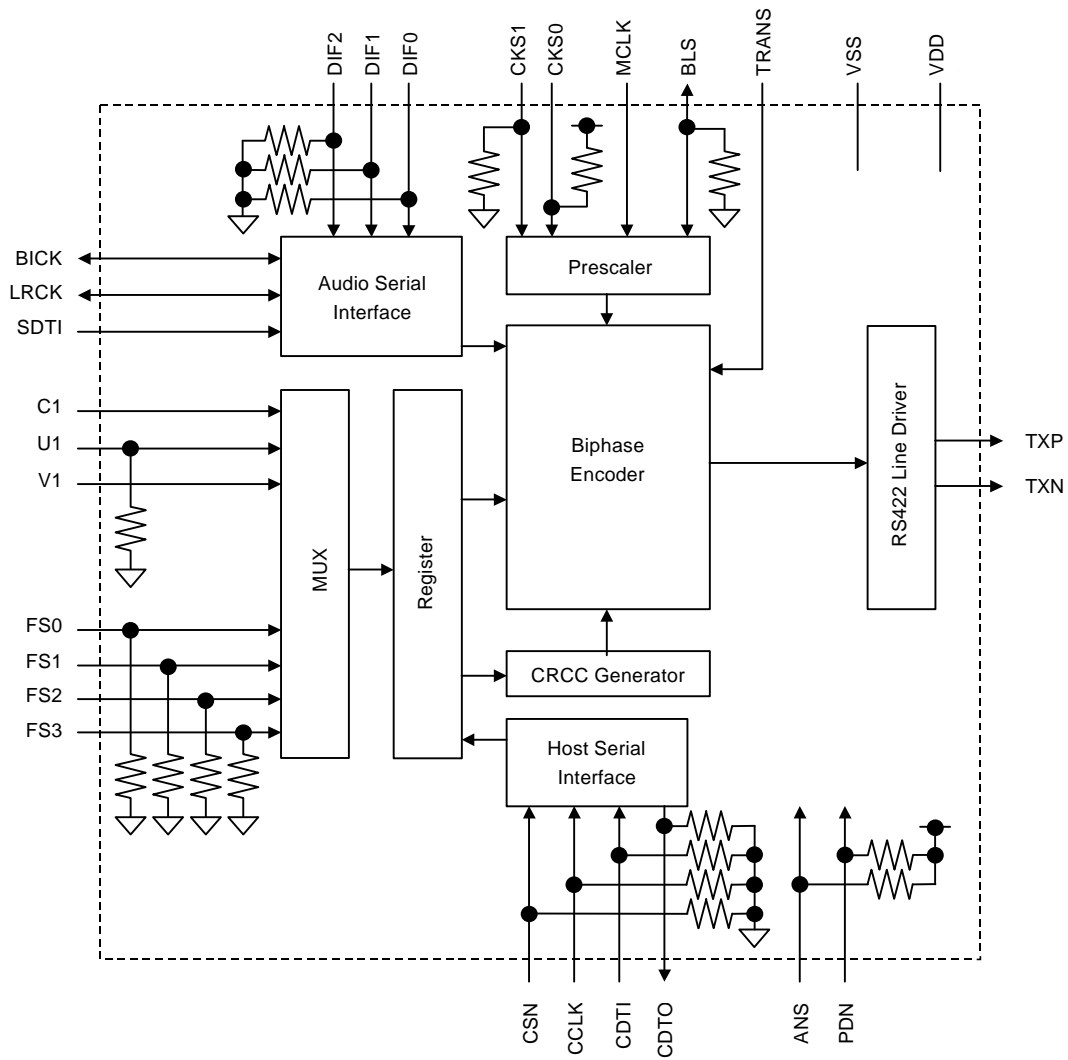 DIF2
DIF1
DIF0
CKS1
CKS0
MCLK
BLS
TRANS
VSS
VDD
BICK
LRCK
SDTI
Audio Serial
Interface
Prescaler
C1
U1
V1
FS0
FS1
FS2
FS3
MUX
Register
Biphase
Encoder
CRCC Generator
Host Serial
Interface
RS422 Line Driver
TXP
TXN
CSN
CCLK
CDTI
CDTO
ANS
PDN